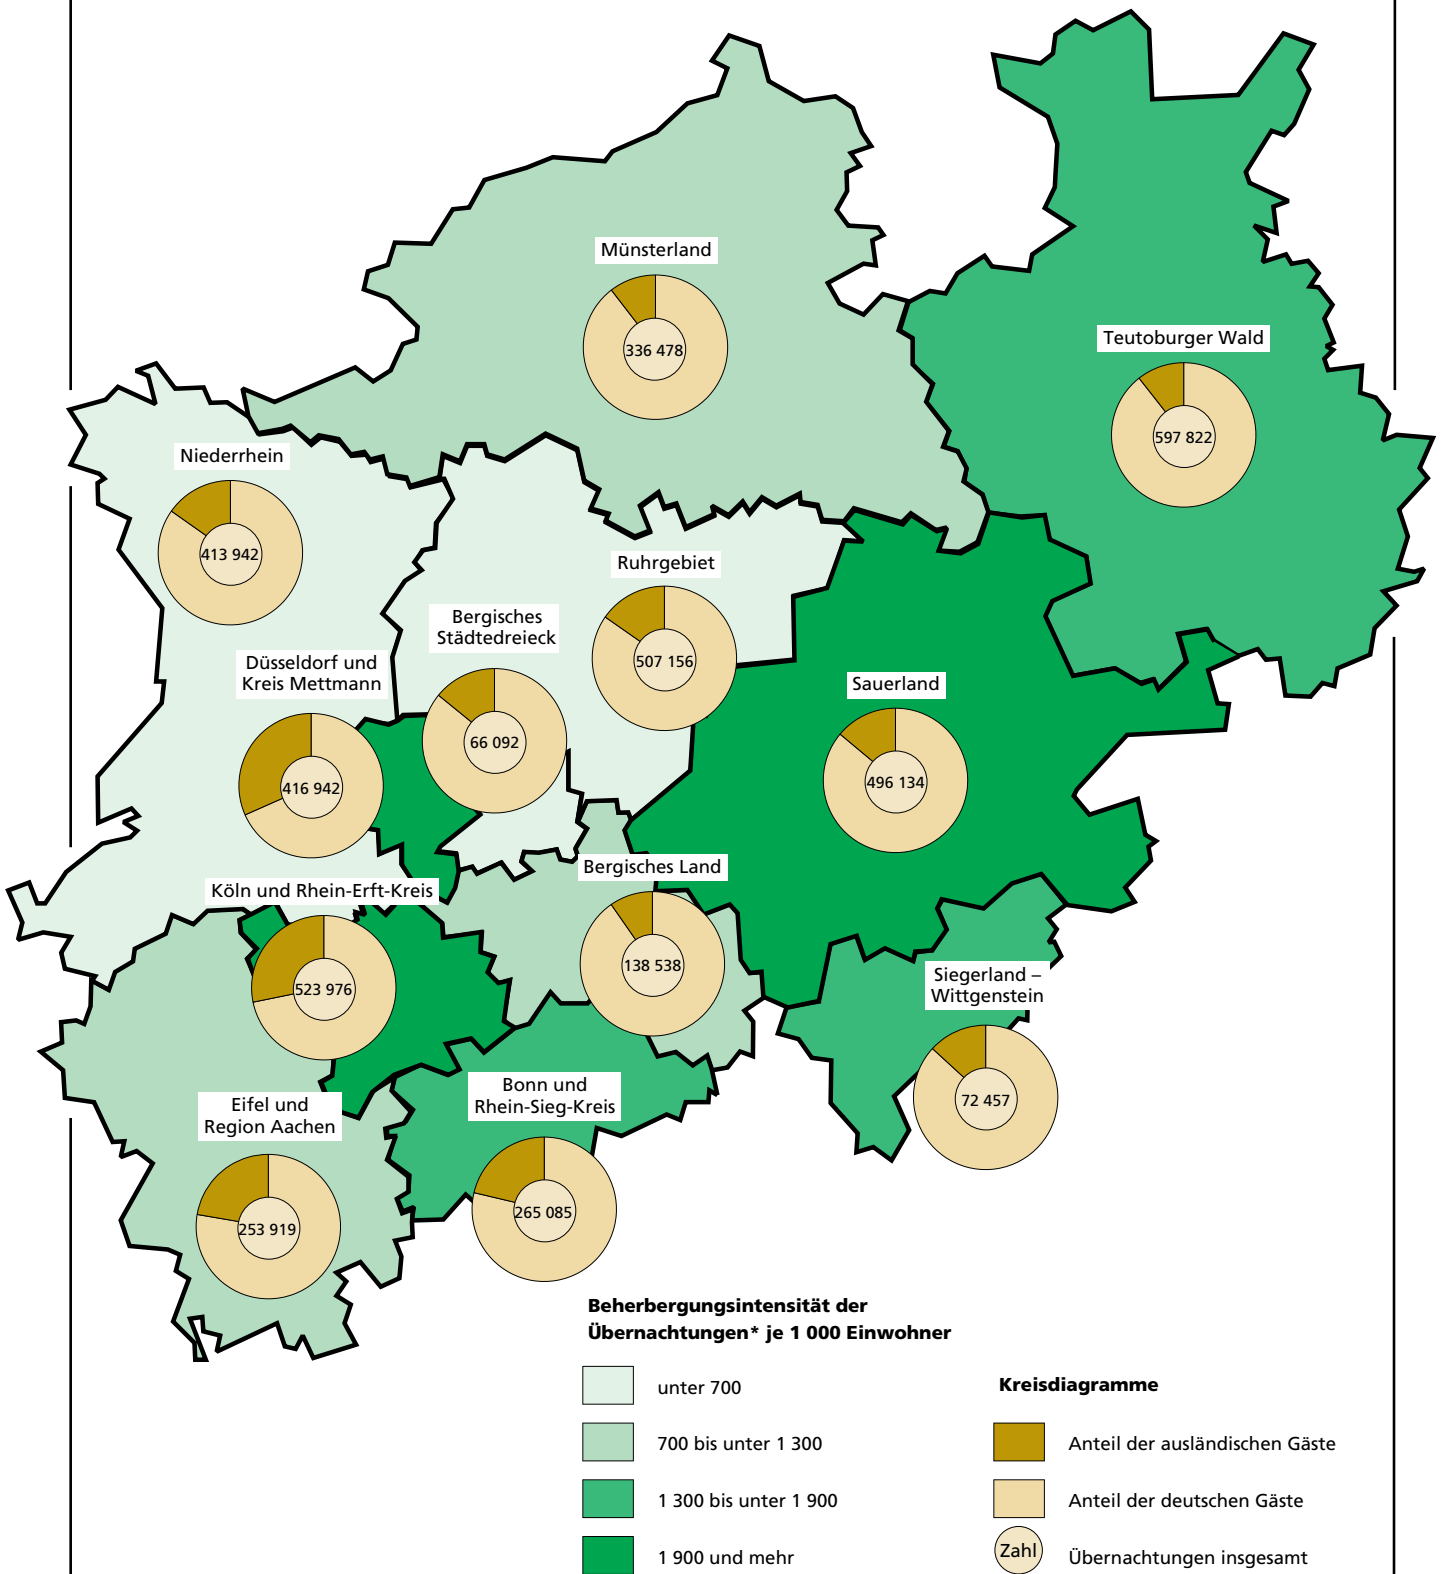 Münsterland
336 478
Teutoburger Wald
597 822
Niederrhein
413 942
Ruhrgebiet
507 156
Bergisches
Städtedreieck
66 092
Düsseldorf und
Kreis Mettmann
416 942
Sauerland
496 134
Bergisches Land
138 538
Köln und Rhein-Erft-Kreis
523 976
Siegerland –
Wittgenstein
72 457
Bonn und
Rhein-Sieg-Kreis
265 085
Eifel und
Region Aachen
253 919
Beherbergungsintensität der
Übernachtungen* je 1 000 Einwohner
unter 700
700 bis unter 1 300
1 300 bis unter 1 900
1 900 und mehr
Kreisdiagramme
Anteil der ausländischen Gäste
Anteil der deutschen Gäste
Zahl Übernachtungen insgesamt